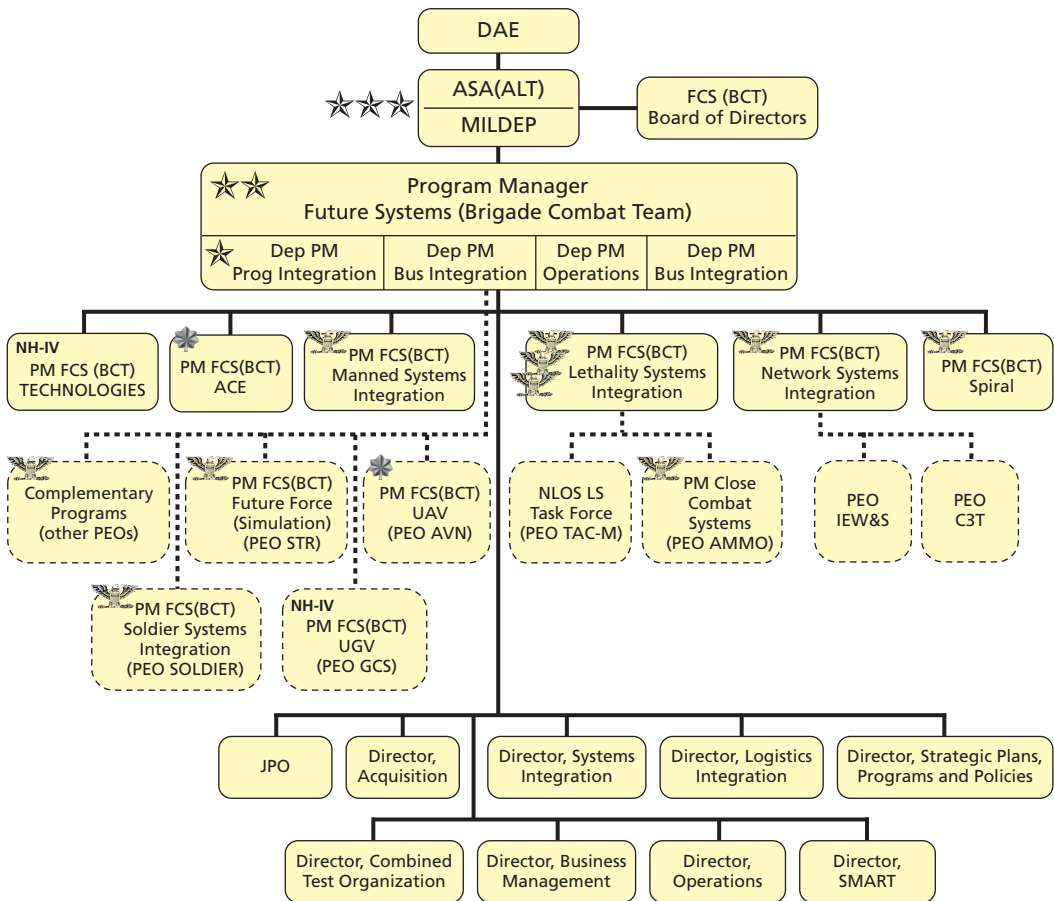 DAE
ASA(ALT)
MILDEP
FCS (BCT)
Board of Directors
Program Manager
Future Systems (Brigade Combat Team)
Dep PM
Prog Integration
Dep PM
Bus Integration
Dep PM
Operations
Dep PM
Bus Integration
NH-IV
PM FCS (BCT)
TECHNOLOGIES
PM FCS(BCT)
ACE
PM FCS(BCT)
Manned Systems
Integration
PM FCS(BCT)
Lethality Systems
Integration
PM FCS(BCT)
Network Systems
Integration
PM FCS(BCT)
Spiral
Complementary
Programs
(other PEOs)
PM FCS(BCT)
Future Force
(Simulation)
(PEO STR)
PM FCS(BCT)
UAV
(PEO AVN)
NLOS LS
Task Force
(PEO TAC-M)
PM Close
Combat
Systems
(PEO AMMO)
PEO
IEW&S
PEO
C3T
PM FCS(BCT)
Soldier Systems
Integration
(PEO SOLDIER)
NH-IV
PM FCS(BCT)
UGV
(PEO GCS)
JPO
Director,
Acquisition
Director, Systems
Integration
Director, Logistics
Integration
Director, Strategic Plans,
Programs and Policies
Director, Combined
Test Organization
Director, Business
Management
Director,
Operations
Director,
SMART